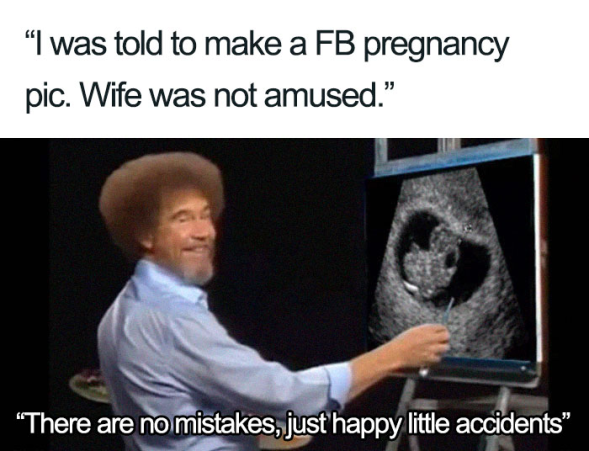 “I was told to make a FB pregnancy
pic. Wife was not amused.”
“There are no mistakes, just happy little accidents”